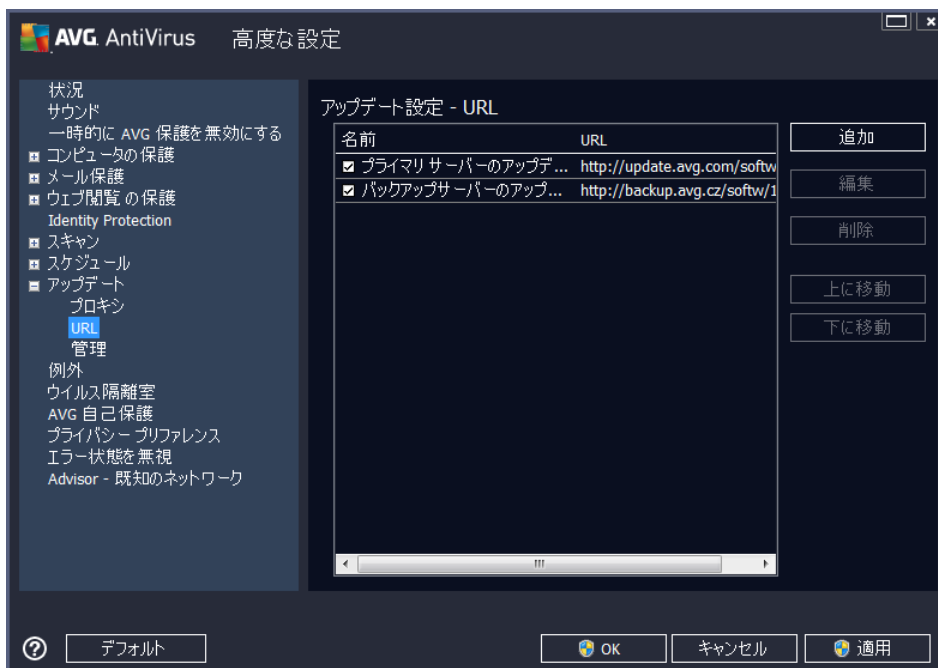 AVG AntiVirus 高度な設定
状況
サウンド
一時的に AVG 保護を無効にする
コンピュータの保護
メール保護
ウェブ閲覧 の保護
Identity Protection
スキャン
スケジュール
アップデート
プロキシ
URL
管理
例外
ウイルス隔離室
AVG 自己保護
プライバシー プリファレンス
エラー状態を無視
Advisor - 既知のネットワーク
アップデート設定 - URL
名前 URL
プライマリ サーバーのアップデ... http://update.avg.com/softw
バックアップサーバーのアップ... http://backup.avg.cz/softw/1
追加
編集
削除
上に移動
下に移動
デフォルト OK キャンセル 適用